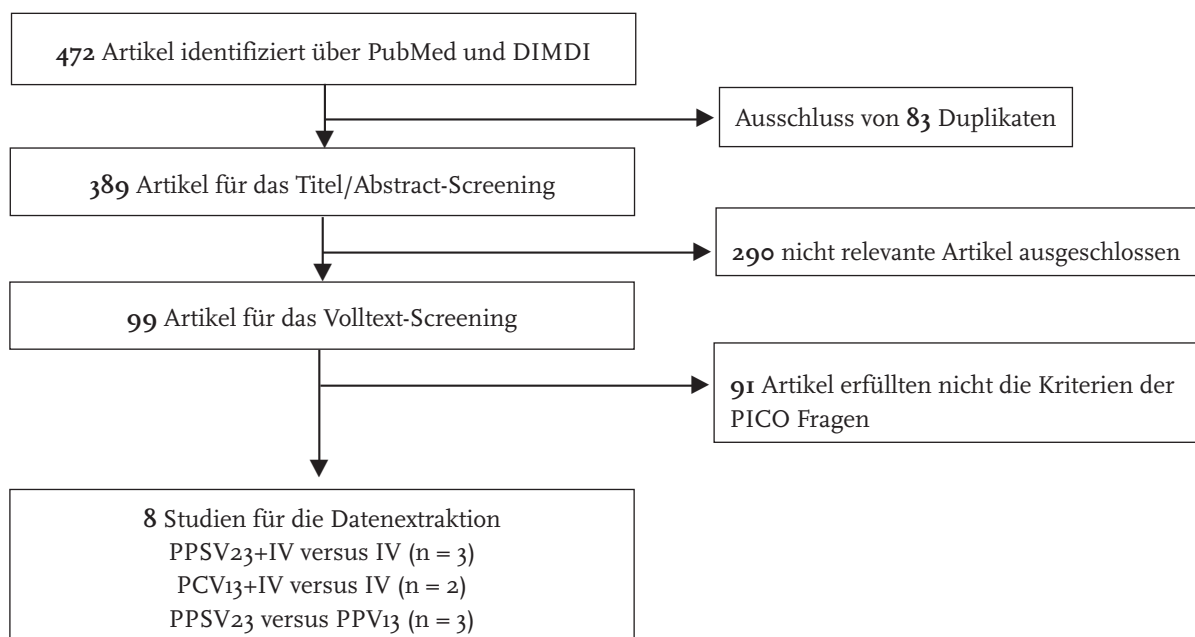 472 Artikel identifiziert über PubMed und DIMDI
Ausschluss von 83 Duplikaten
389 Artikel für das Titel/Abstract-Screening
290 nicht relevante Artikel ausgeschlossen
99 Artikel für das Volltext-Screening
91 Artikel erfüllten nicht die Kriterien der
PICO Fragen
8 Studien für die Datenextraktion
PPSV23+IV versus IV (n = 3)
PCV13+IV versus IV (n = 2)
PPSV23 versus PPV13 (n = 3)